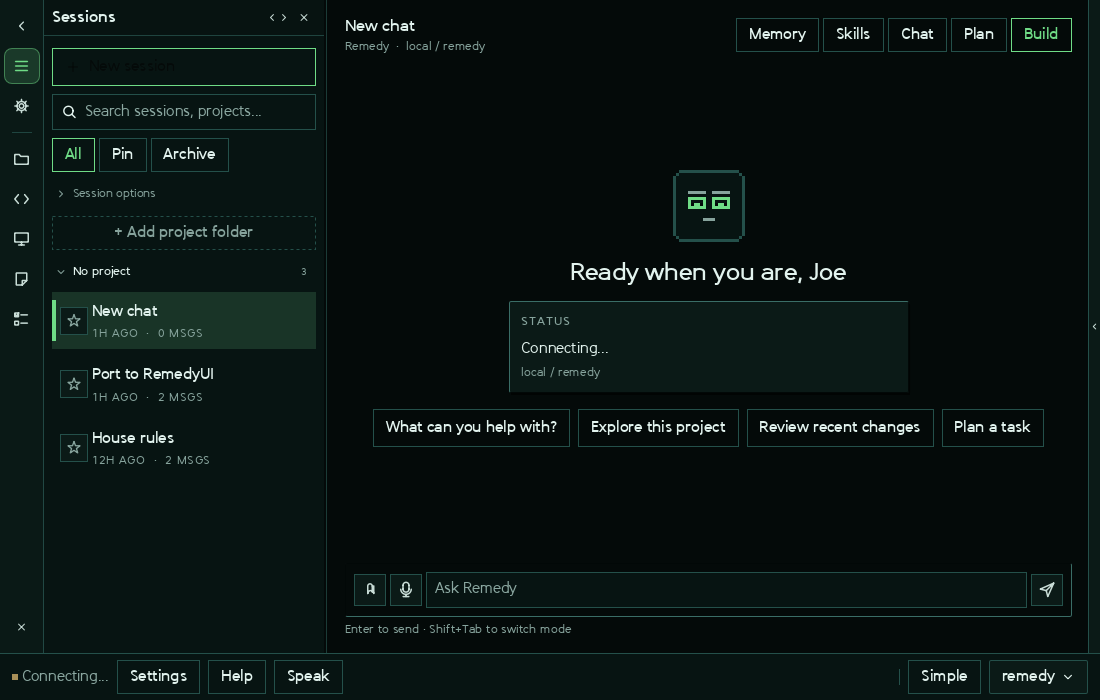 Sessions
+ New session
Search sessions, projects...
All
Pin
Archive
Session options
+ Add project folder
No project
3
New chat
1H AGO · 0 MSGS
Port to RemedyUI
1H AGO · 2 MSGS
House rules
12H AGO · 2 MSGS
New chat
Remedy · local / remedy
Memory
Skills
Chat
Plan
Build
Ready when you are, Joe
STATUS
Connecting...
local / remedy
What can you help with?
Explore this project
Review recent changes
Plan a task
Ask Remedy
Enter to send · Shift+Tab to switch mode
Connecting...
Settings
Help
Speak
Simple
remedy